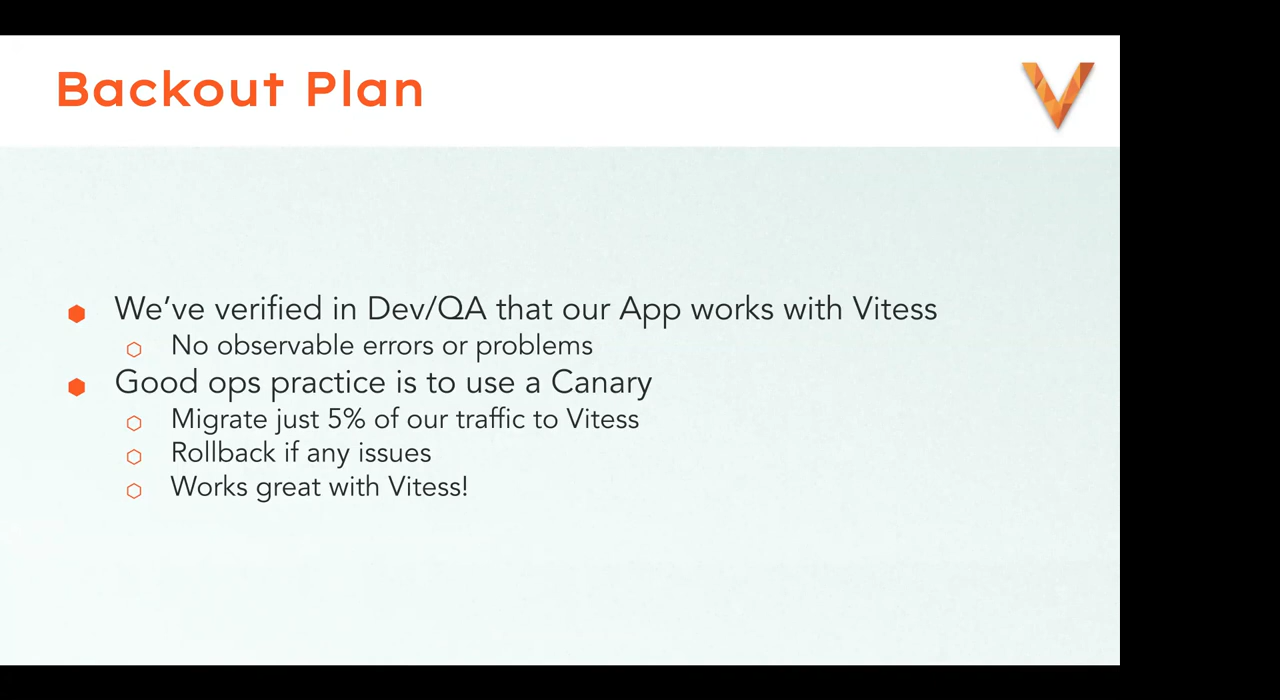 Backout Plan
We’ve verified in Dev/QA that our App works with Vitess
No observable errors or problems
Good ops practice is to use a Canary
Migrate just 5% of our traffic to Vitess
Rollback if any issues
Works great with Vitess!